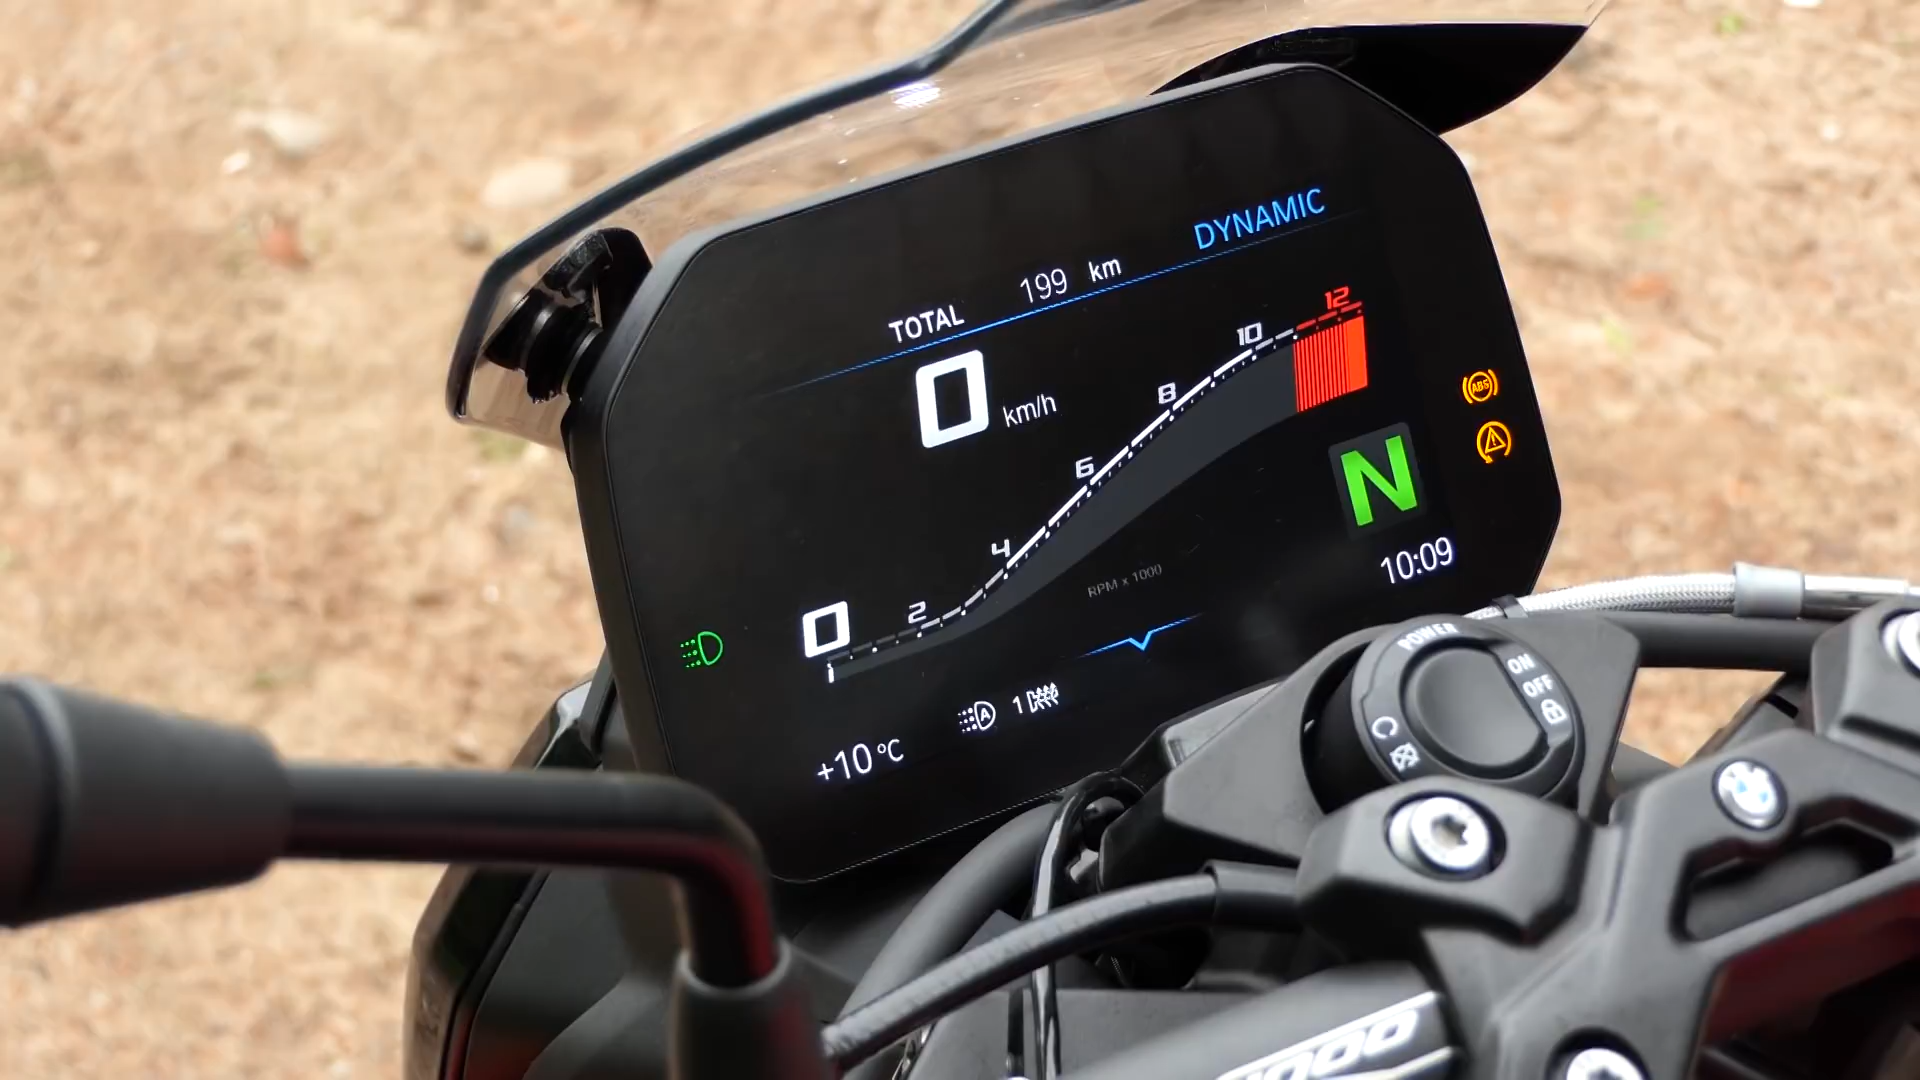 DYNAMIC
TOTAL 199 km
0 km/h
12
10
8
6
4
2
0
ABS
N
RPM x 1000
10:09
A 1
+10 °C
POWER
ON
OFF
1000